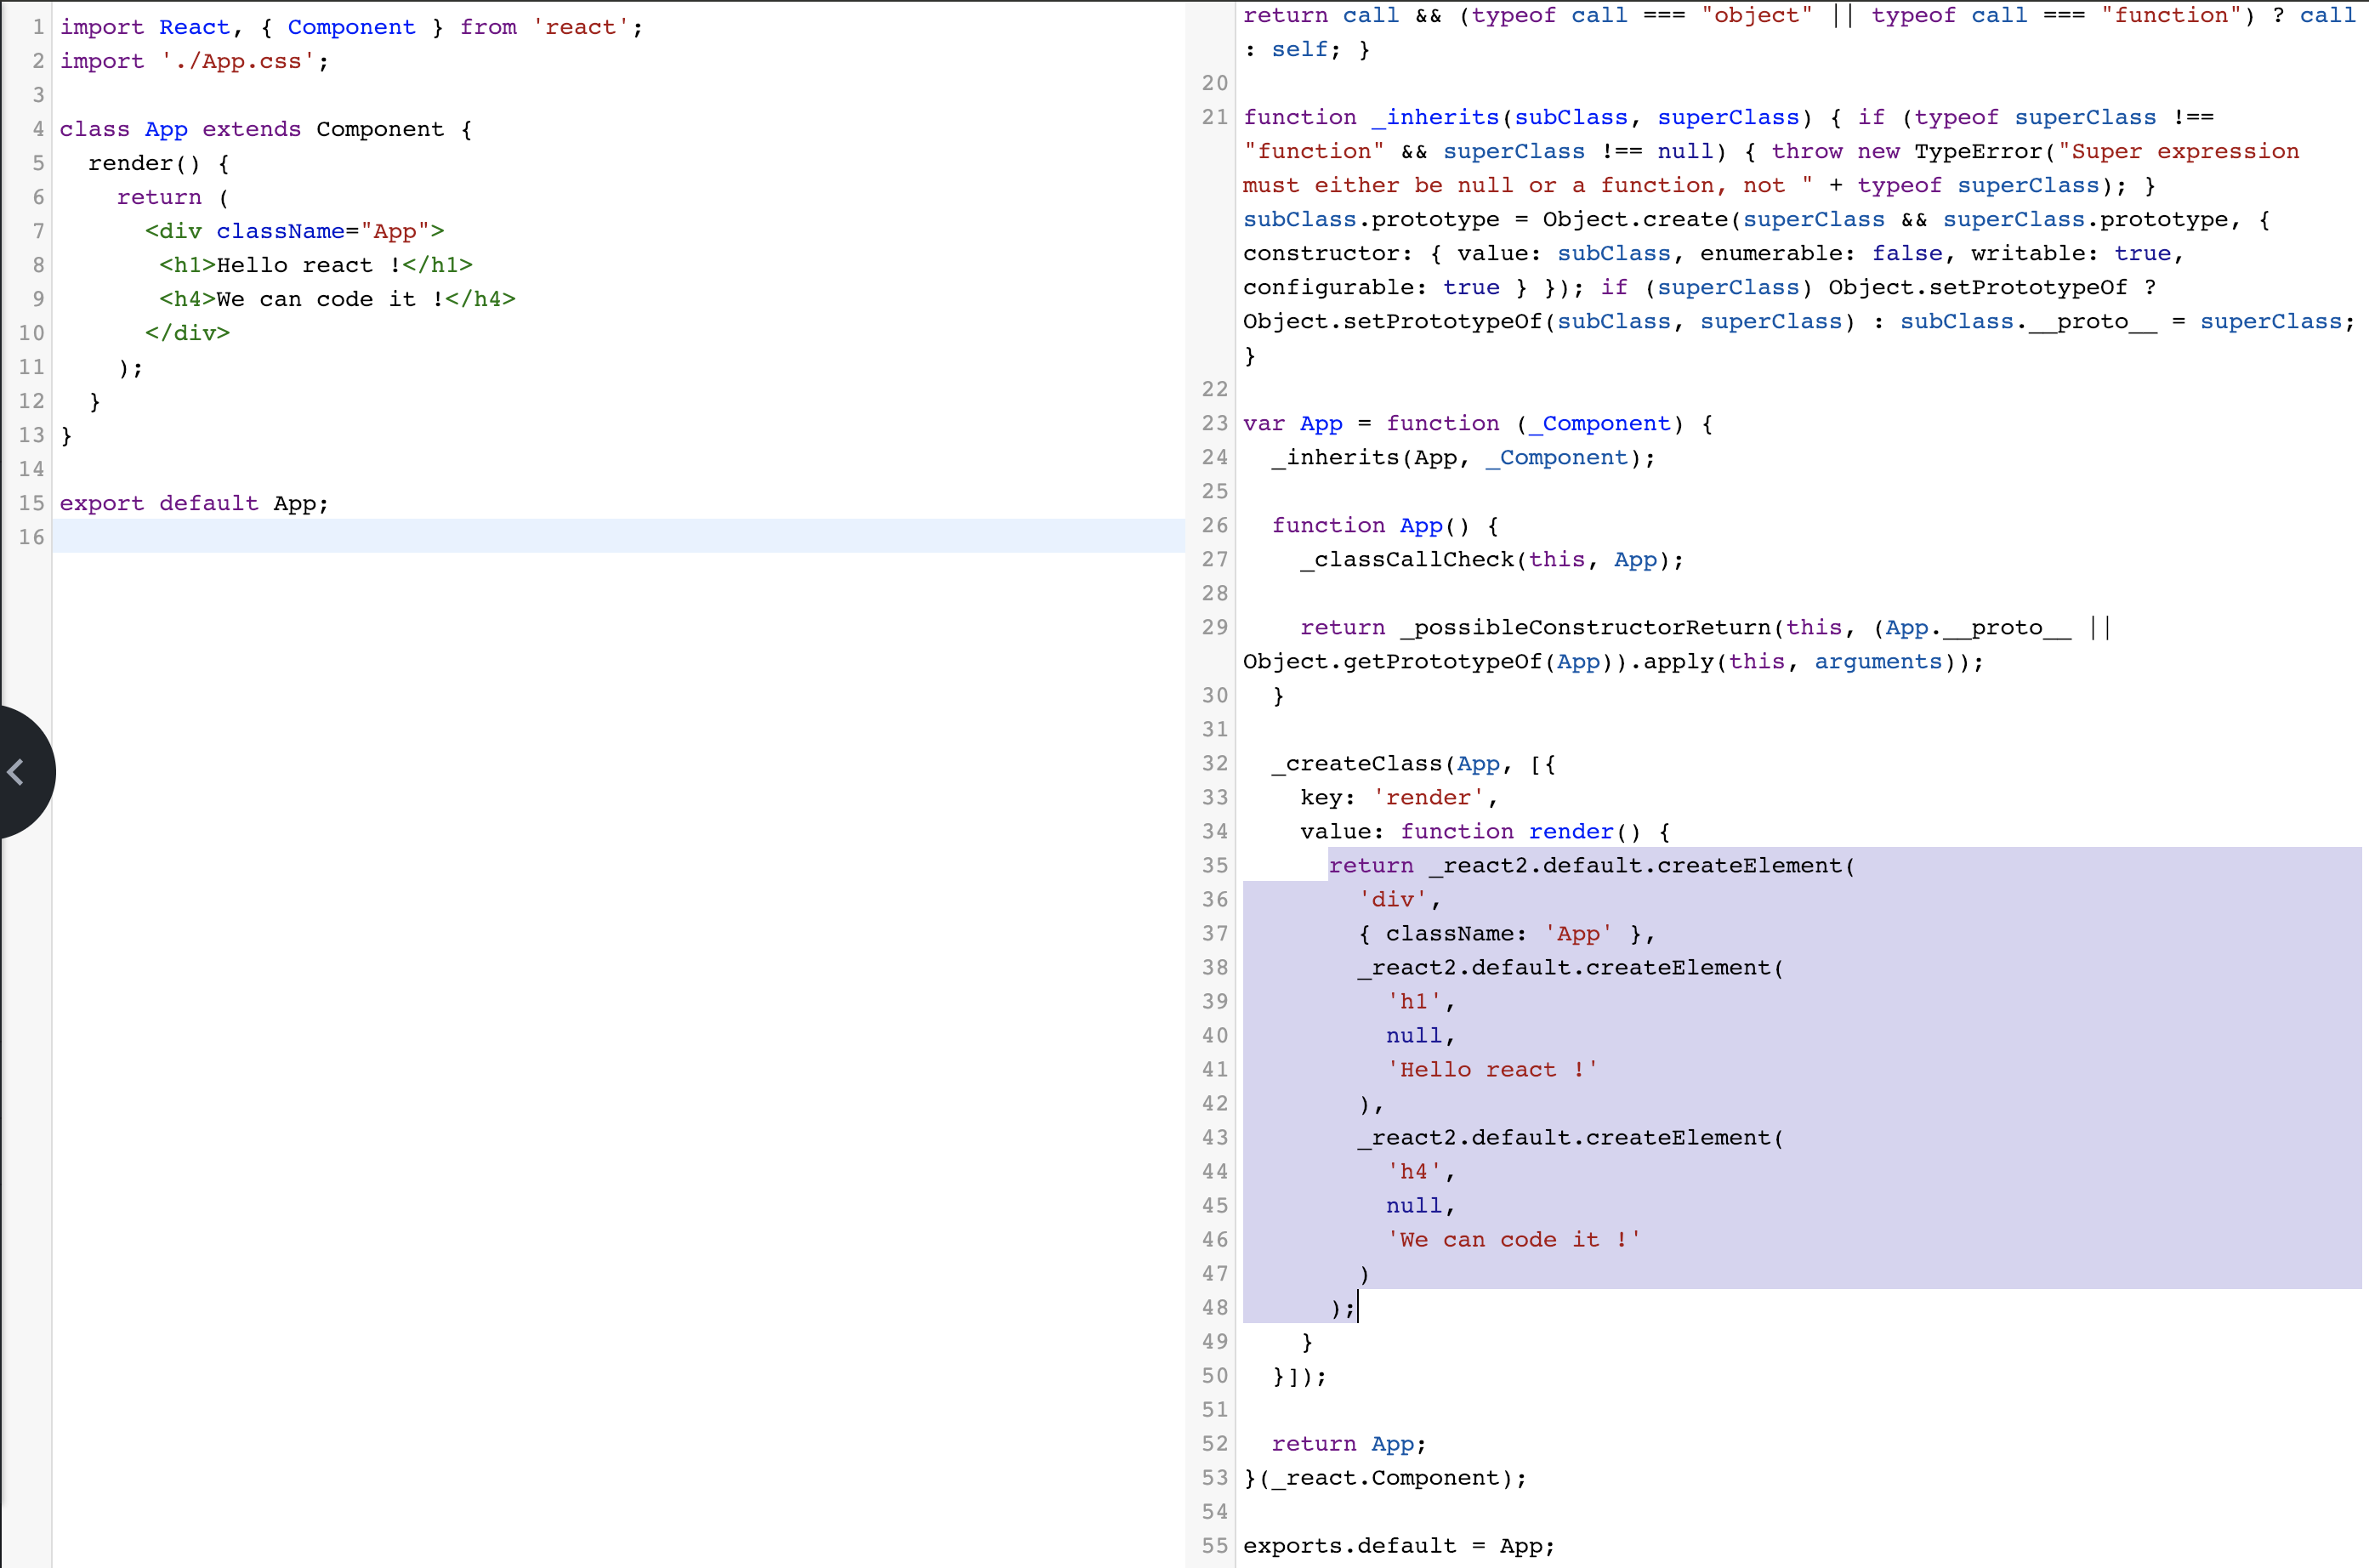 1 import React, { Component } from 'react';
2 import './App.css';
3
4 class App extends Component {
5   render() {
6     return (
7       <div className="App">
8        <h1>Hello react !</h1>
9        <h4>We can code it !</h4>
10       </div>
11     );
12   }
13 }
14
15 export default App;
16
return call && (typeof call === "object" || typeof call === "function") ? call
: self; }
20
21 function _inherits(subClass, superClass) { if (typeof superClass !==
"function" && superClass !== null) { throw new TypeError("Super expression
must either be null or a function, not " + typeof superClass); }
subClass.prototype = Object.create(superClass && superClass.prototype, {
constructor: { value: subClass, enumerable: false, writable: true,
configurable: true } }); if (superClass) Object.setPrototypeOf ?
Object.setPrototypeOf(subClass, superClass) : subClass.__proto__ = superClass;
}
22
23 var App = function (_Component) {
24   _inherits(App, _Component);
25
26   function App() {
27     _classCallCheck(this, App);
28
29     return _possibleConstructorReturn(this, (App.__proto__ ||
Object.getPrototypeOf(App)).apply(this, arguments));
30   }
31
32   _createClass(App, [{
33     key: 'render',
34     value: function render() {
35       return _react2.default.createElement(
36         'div',
37         { className: 'App' },
38         _react2.default.createElement(
39           'h1',
40           null,
41           'Hello react !'
42         ),
43         _react2.default.createElement(
44           'h4',
45           null,
46           'We can code it !'
47         )
48       );
49     }
50   }]);
51
52   return App;
53 }(_react.Component);
54
55 exports.default = App;